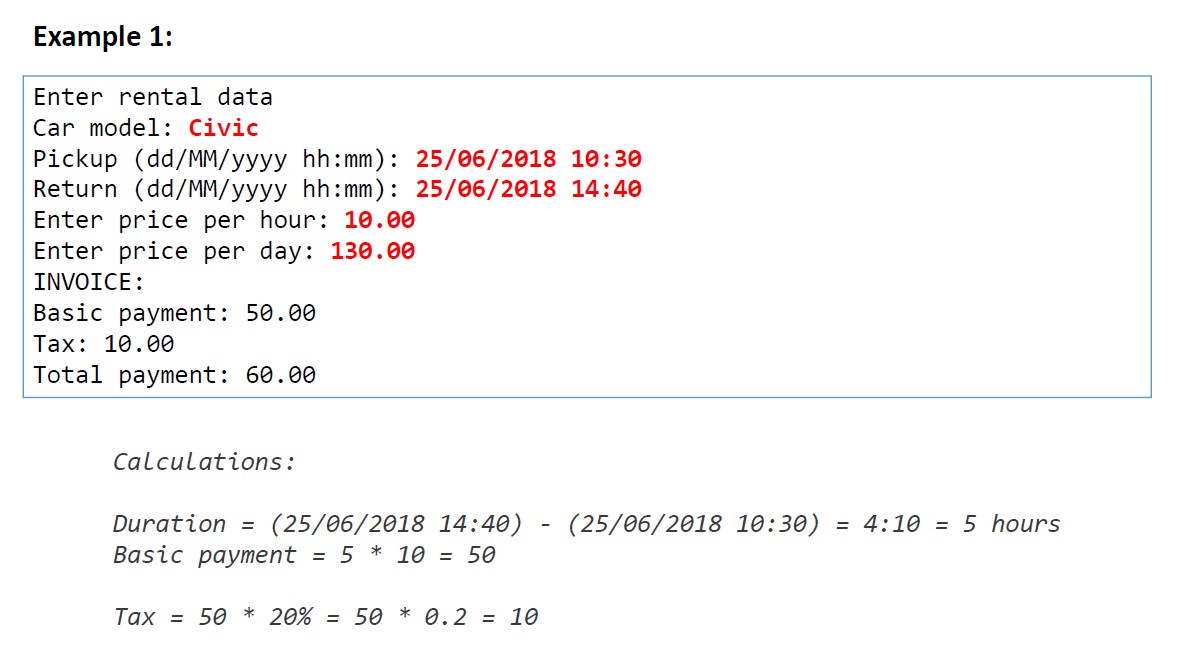 Example 1:
Enter rental data
Car model: Civic
Pickup (dd/MM/yyyy hh:mm): 25/06/2018 10:30
Return (dd/MM/yyyy hh:mm): 25/06/2018 14:40
Enter price per hour: 10.00
Enter price per day: 130.00
INVOICE:
Basic payment: 50.00
Tax: 10.00
Total payment: 60.00
Calculations:
Duration = (25/06/2018 14:40) - (25/06/2018 10:30) = 4:10 = 5 hours
Basic payment = 5 * 10 = 50
Tax = 50 * 20% = 50 * 0.2 = 10